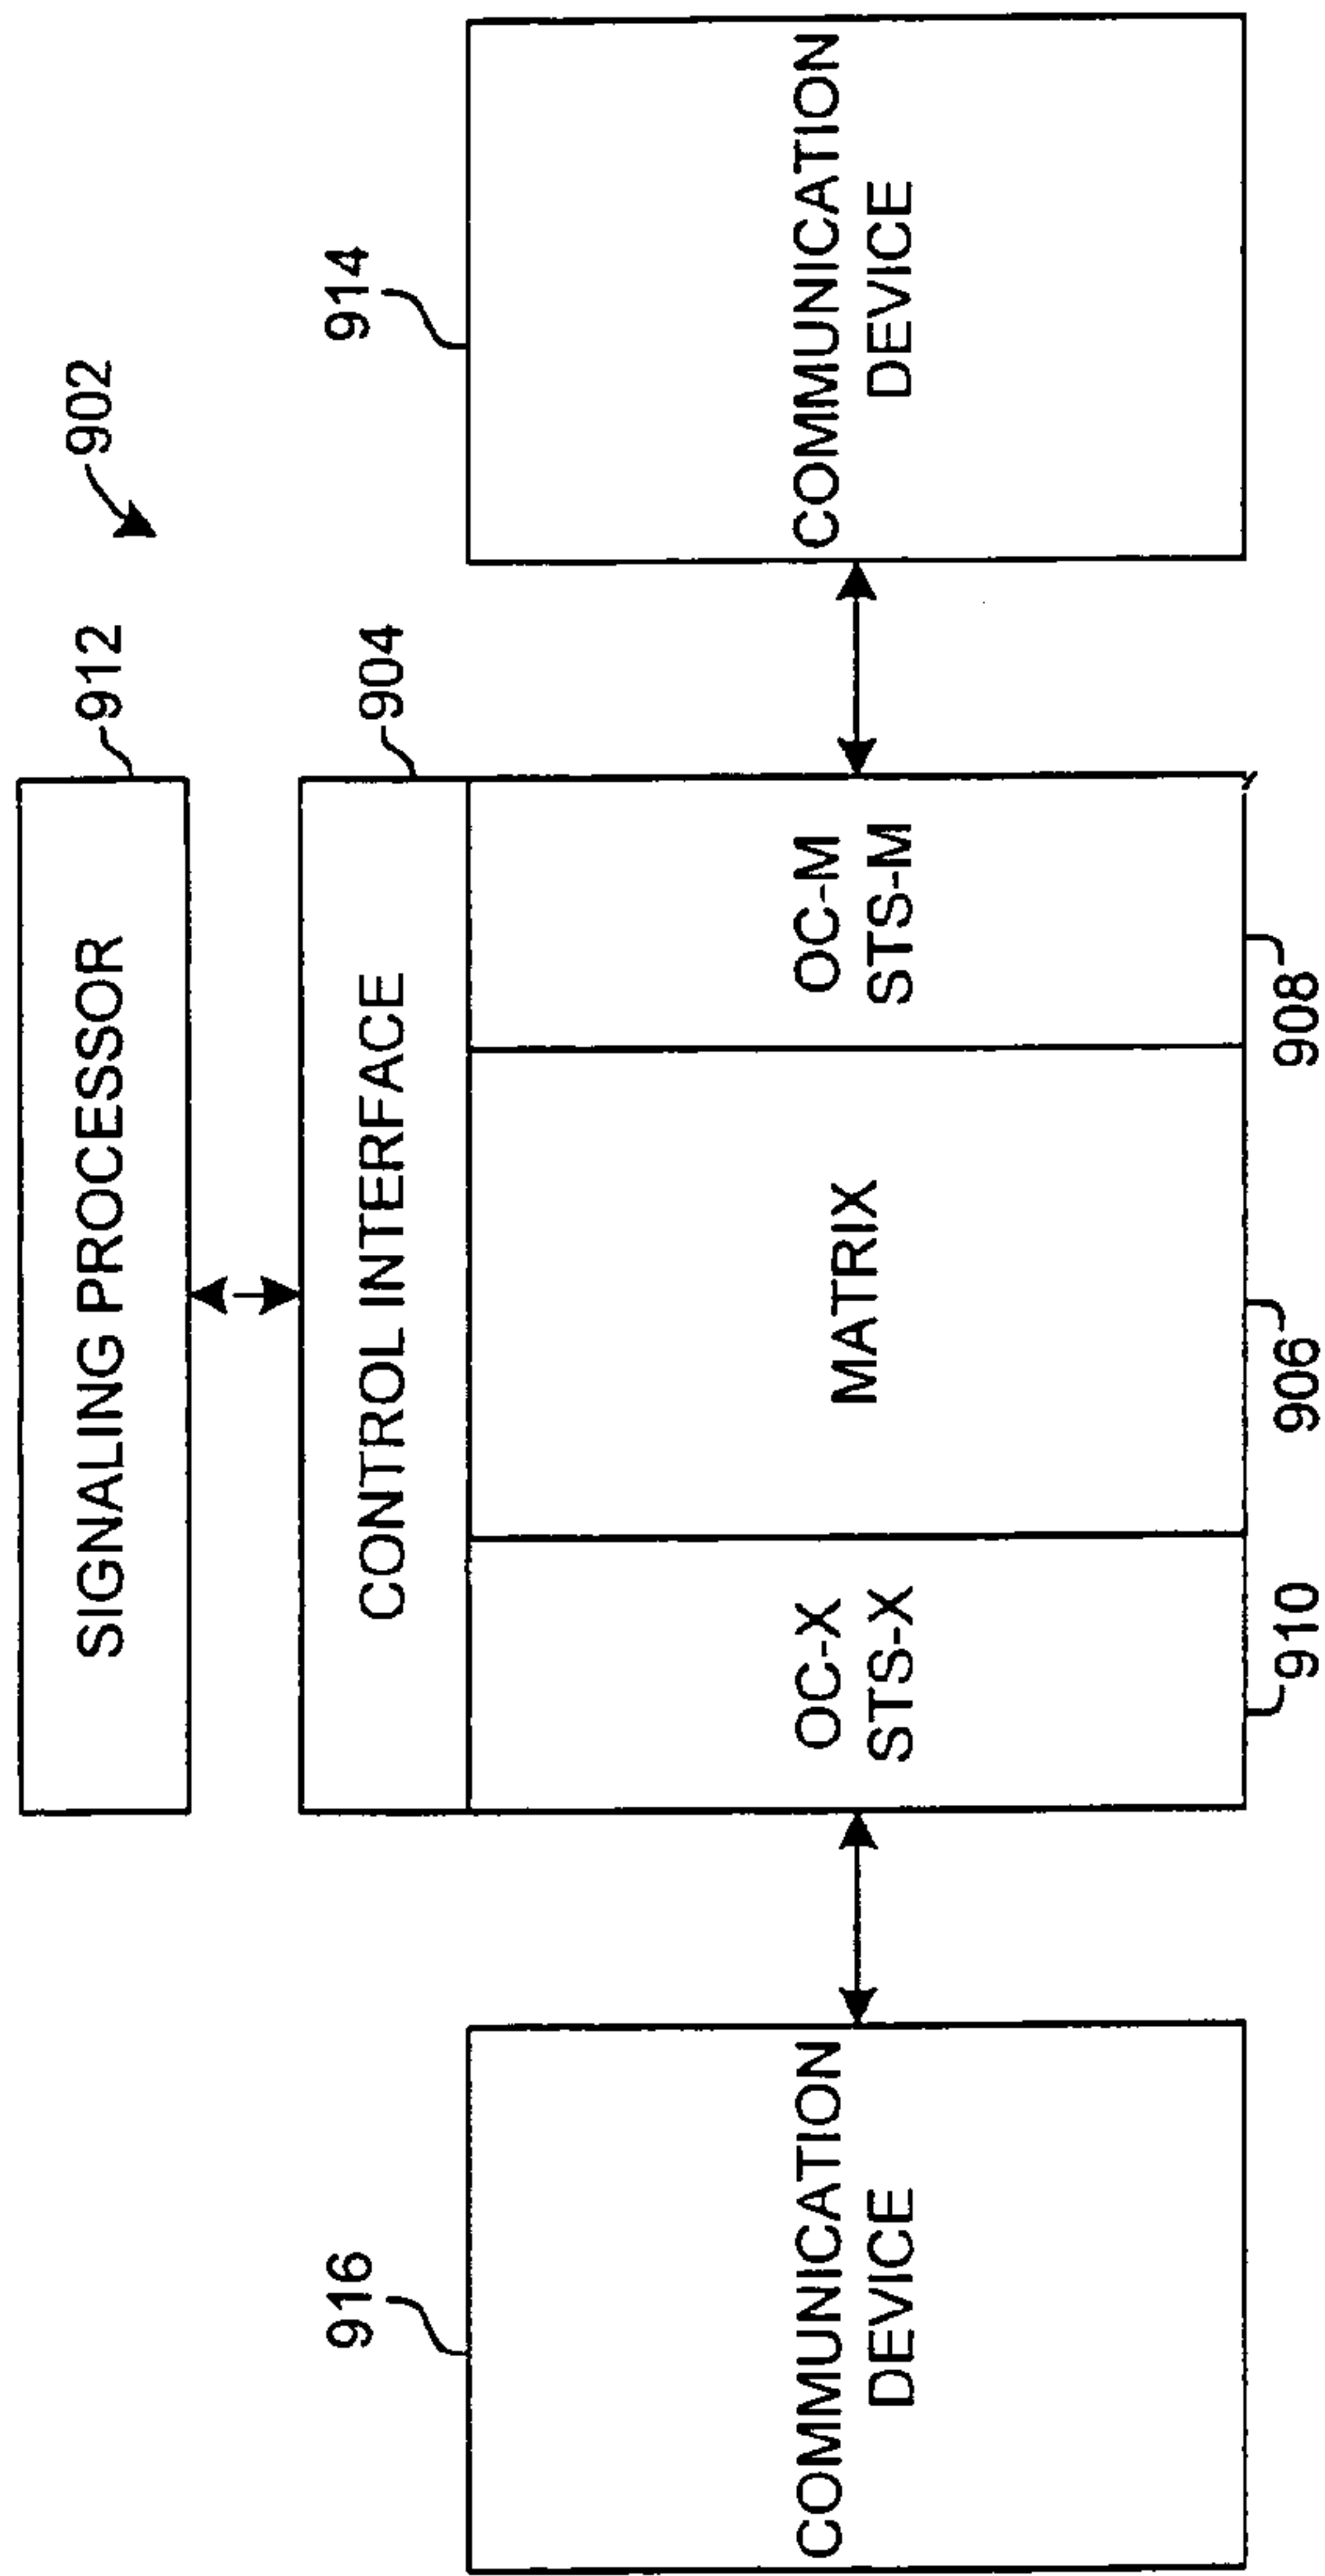 902
SIGNALING PROCESSOR
912
CONTROL INTERFACE
904
916
914
COMMUNICATION
DEVICE
OC-X
STS-X
MATRIX
OC-M
STS-M
COMMUNICATION
DEVICE
910
906
908